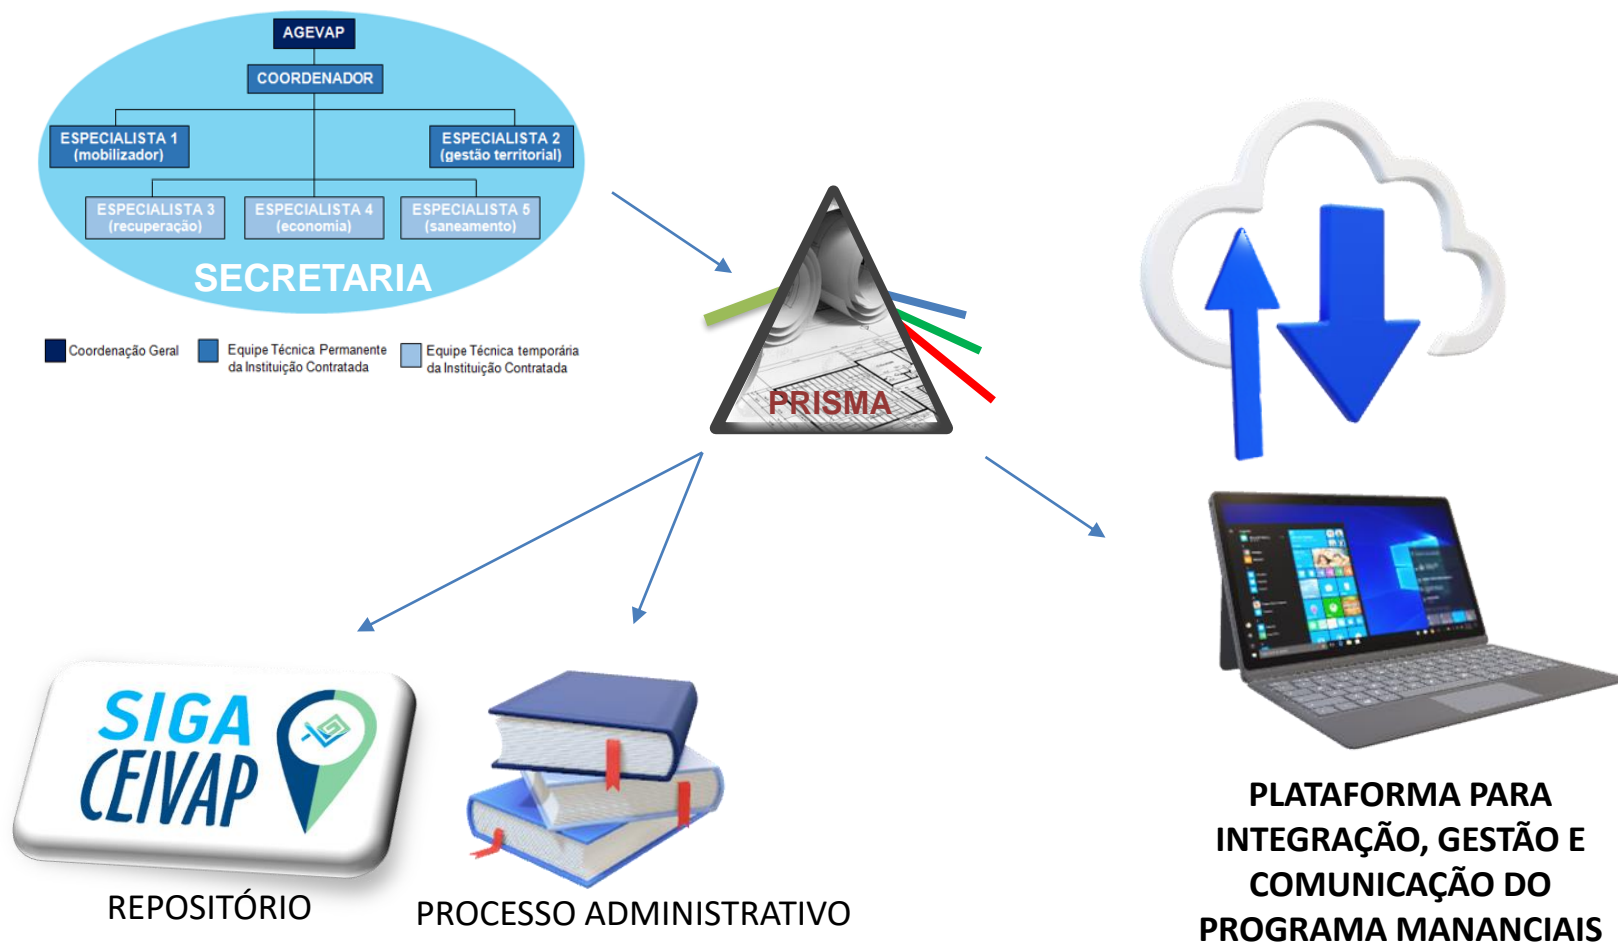 AGEVAP
COORDENADOR
ESPECIALISTA 1
(mobilizador)
ESPECIALISTA 2
(gestão territorial)
ESPECIALISTA 3
(recuperação)
ESPECIALISTA 4
(economia)
ESPECIALISTA 5
(saneamento)
SECRETARIA
Coordenação Geral
Equipe Técnica Permanente
da Instituição Contratada
Equipe Técnica temporária
da Instituição Contratada
PRISMA
SIGA
CEIVAP
REPOSITÓRIO
PROCESSO ADMINISTRATIVO
PLATAFORMA PARA
INTEGRAÇÃO, GESTÃO E
COMUNICAÇÃO DO
PROGRAMA MANANCIAIS